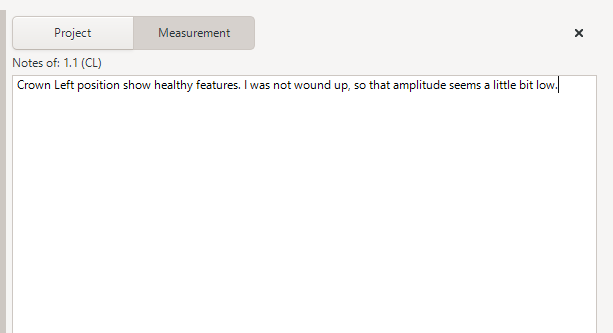 Project
Measurement
Notes of: 1.1 (CL)
Crown Left position show healthy features. I was not wound up, so that amplitude seems a little bit low.